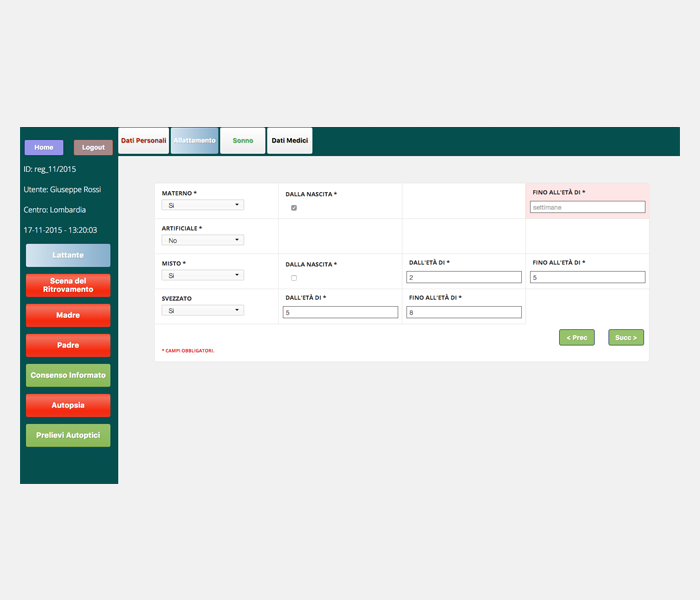 Home
Logout
Dati Personali
Allattamento
Sonno
Dati Medici
ID: reg_11/2015
Utente: Giuseppe Rossi
Centro: Lombardia
17-11-2015 - 13:20:03
Lattante
Scena del
Ritrovamento
Madre
Padre
Consenso Informato
Autopsia
Prelievi Autoptici
MATERNO *
Si
DALLA NASCITA *
FINO ALL'ETÀ DI *
settimane
ARTIFICIALE *
No
MISTO *
Si
DALLA NASCITA *
DALL'ETÀ DI *
2
FINO ALL'ETÀ DI *
5
SVEZZATO
Si
DALL'ETÀ DI *
5
FINO ALL'ETÀ DI *
8
< Prec
Succ >
* CAMPI OBBLIGATORI.